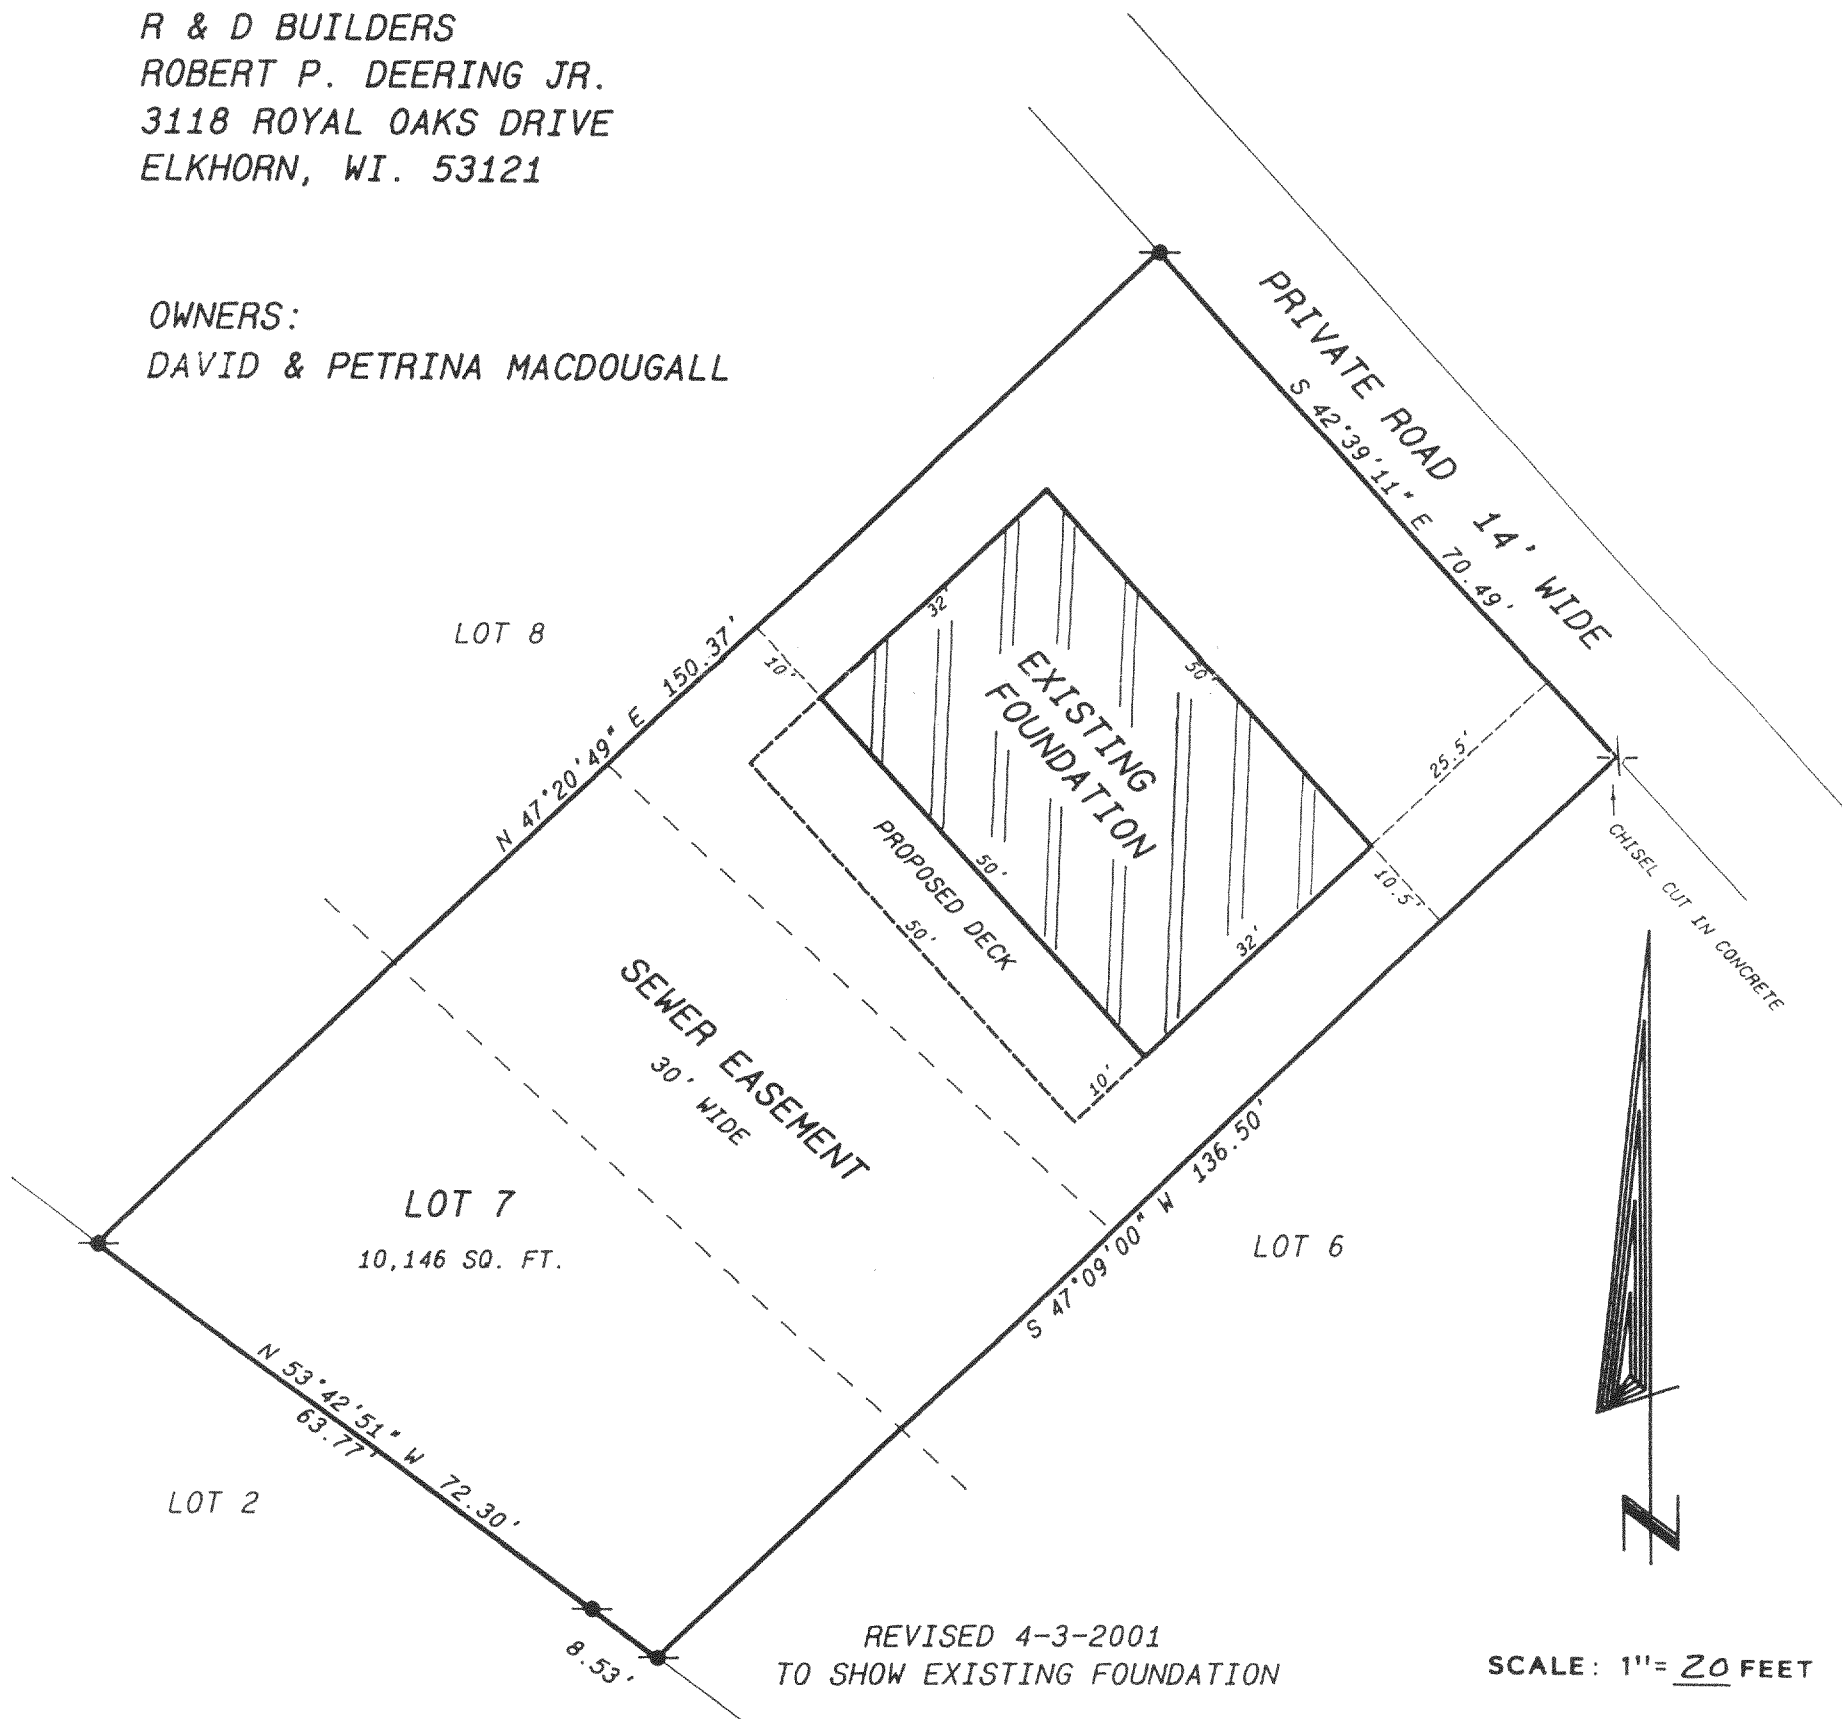 R & D BUILDERS
ROBERT P. DEERING JR.
3118 ROYAL OAKS DRIVE
ELKHORN, WI. 53121
OWNERS:
DAVID & PETRINA MACDOUGALL
PRIVATE ROAD 14' WIDE
S 42°39'11" E 70.49'
LOT 8
N 47°20'49" E 150.37'
10'
32'
50'
EXISTING
FOUNDATION
25.5'
10.5'
CHISEL CUT IN CONCRETE
50'
32'
PROPOSED DECK
50'
10'
SEWER EASEMENT
30' WIDE
S 47°09'00" W 136.50'
LOT 7
10,146 SQ. FT.
LOT 6
N 53°42'51" W 72.30'
63.77'
LOT 2
8.53'
N
REVISED 4-3-2001
TO SHOW EXISTING FOUNDATION
SCALE: 1"= 20 FEET